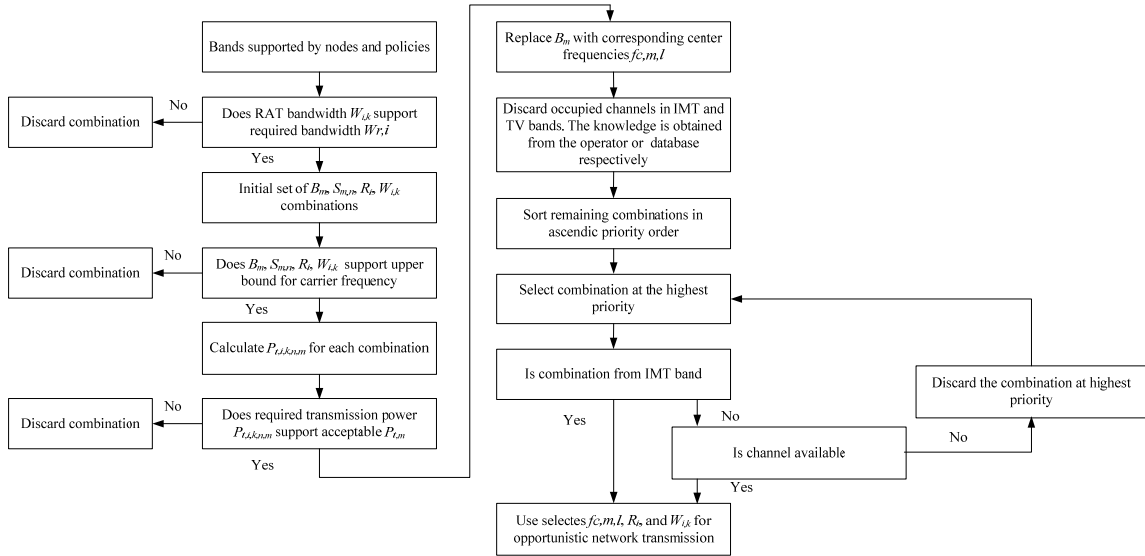 Bands supported by nodes and policies
Does RAT bandwidth Wi,k support
required bandwidth Wr,i
No
Discard combination
Yes
Initial set of Bm, Sm,n, Ri, Wi,k
combinations
Does Bm, Sm,n, Ri, Wi,k support upper
bound for carrier frequency
No
Discard combination
Yes
Calculate Pt,i,k,n,m for each combination
Does required transmission power
Pt,i,k,n,m support acceptable Pt,m
No
Discard combination
Yes
Replace Bm with corresponding center
frequencies fc,m,l
Discard occupied channels in IMT and
TV bands. The knowledge is obtained
from the operator or database
respectively
Sort remaining combinations in
ascendic priority order
Select combination at the highest
priority
Is combination from IMT band
Yes
No
Is channel available
No
Discard the combination at highest
priority
Yes
Use selectes fc,m,l, Ri, and Wi,k for
opportunistic network transmission